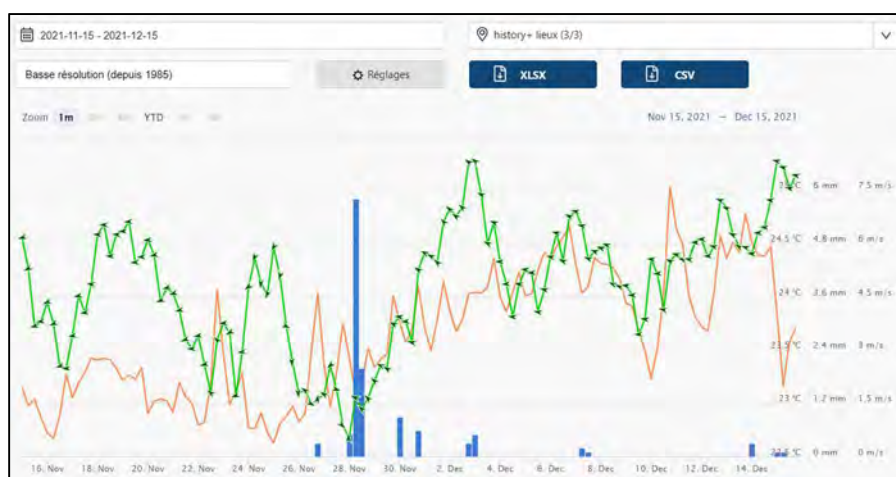 2021-11-15 - 2021-12-15
history+ lieux (3/3)
Basse résolution (depuis 1985)
Réglages
XLSX
CSV
Zoom 1m YTD
Nov 15, 2021 → Dec 15, 2021
6 mm 7.5 m/s
24.5 °C 4.8 mm 6 m/s
24 °C 3.6 mm 4.5 m/s
23.5 °C 2.4 mm 3 m/s
23 °C 1.2 mm 1.5 m/s
22.5 °C 0 mm 0 m/s
16. Nov 18. Nov 20. Nov 22. Nov 24. Nov 26. Nov 28. Nov 30. Nov 2. Dec 4. Dec 6. Dec 8. Dec 10. Dec 12. Dec 14. Dec